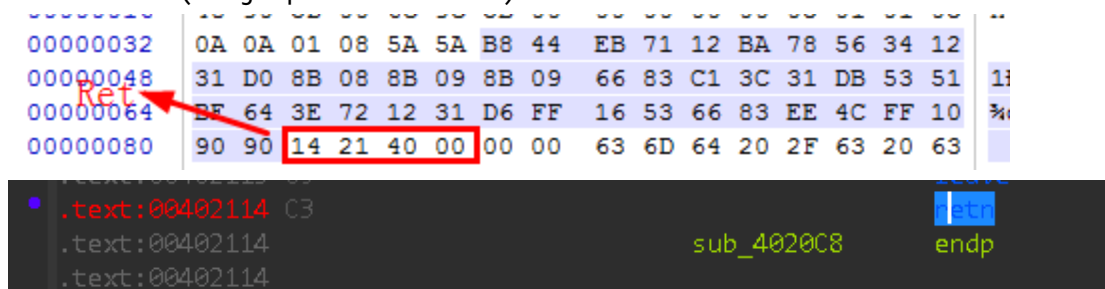 00000032 0A 0A 01 08 5A 5A B8 44 EB 71 12 BA 78 56 34 12
00000048 31 D0 8B 08 8B 09 8B 09 66 83 C1 3C 31 DB 53 51
Ret
00000064 BE 64 3E 72 12 31 D6 FF 16 53 66 83 EE 4C FF 10
00000080 90 90 14 21 40 00 00 00 63 6D 64 20 2F 63 20 63
.text:00402114 C3 retn
.text:00402114 sub_4020C8 endp
.text:00402114